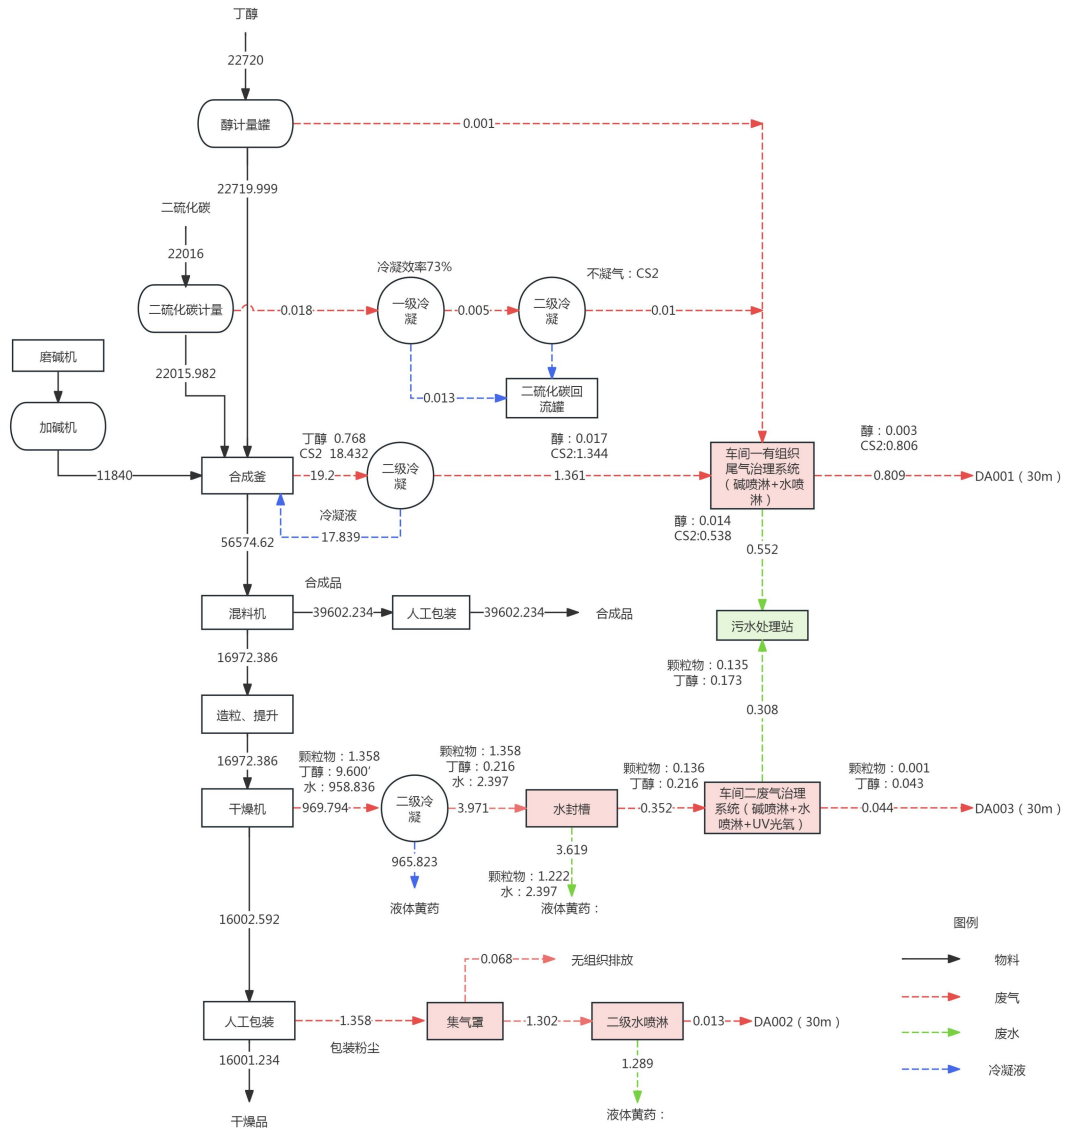 丁醇
22720
醇计量罐
0.001
22719.999
二硫化碳
22016
冷凝效率73%
不凝气：CS2
二硫化碳计量
0.018
一级冷
凝
0.005
二级冷
凝
0.01
磨碱机
22015.982
0.013
二硫化碳回
流罐
加碱机
11840
合成釜
丁醇  0.768
CS2  18.432
19.2
二级冷
凝
醇：0.017
CS2:1.344
1.361
车间一有组织
尾气治理系统
（碱喷淋+水喷
淋）
醇：0.003
CS2:0.806
0.809
DA001（30m）
冷凝液
17.839
56574.62
醇：0.014
CS2:0.538
0.552
合成品
混料机
39602.234
人工包装
39602.234
合成品
污水处理站
16972.386
颗粒物：0.135
丁醇：0.173
0.308
造粒、提升
16972.386
颗粒物：1.358
丁醇：9.600'
水：958.836
969.794
干燥机
二级冷
凝
颗粒物：1.358
丁醇：0.216
水：2.397
3.971
水封槽
颗粒物：0.136
丁醇：0.216
0.352
车间二废气治理
系统（碱喷淋+水
喷淋+UV光氧）
颗粒物：0.001
丁醇：0.043
0.044
DA003（30m）
965.823
液体黄药
3.619
颗粒物：1.222
水：2.397
液体黄药：
16002.592
图例
物料
废气
废水
冷凝液
0.068
无组织排放
人工包装
1.358
包装粉尘
集气罩
1.302
二级水喷淋
0.013
DA002（30m）
16001.234
1.289
液体黄药：
干燥品